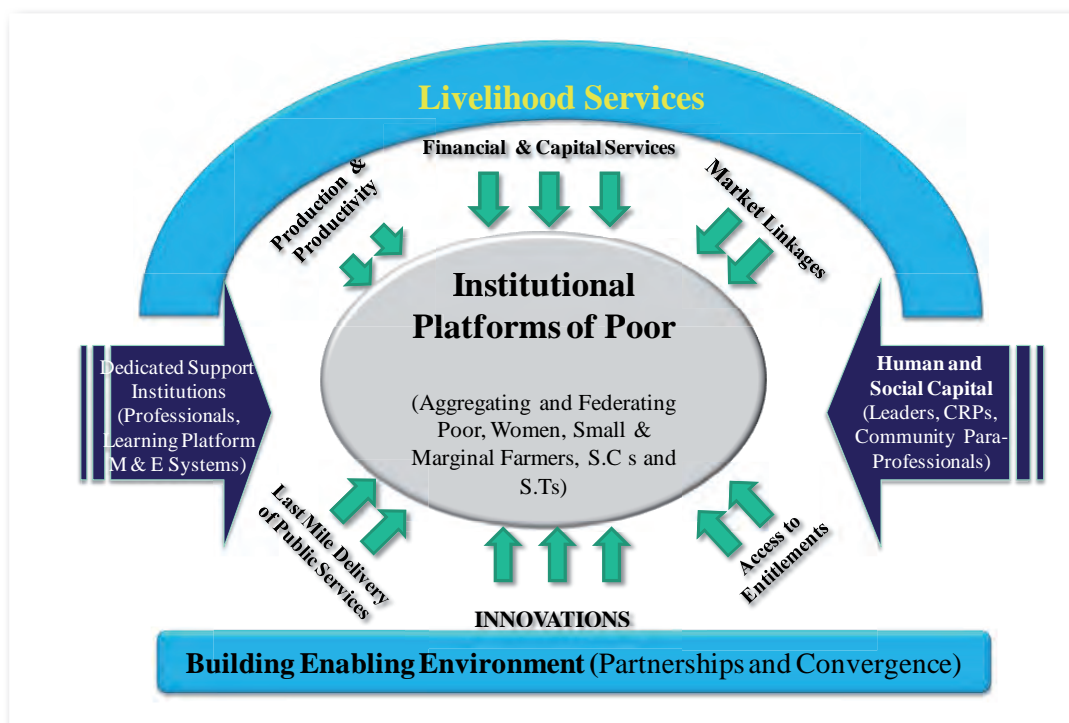 Livelihood Services
Financial & Capital Services
Production &
Productivity
Market Linkages
Institutional
Platforms of Poor
(Aggregating and Federating
Poor, Women, Small &
Marginal Farmers, S.C s and
S.Ts)
Dedicated Support
Institutions
(Professionals,
Learning Platform
M & E Systems)
Human and
Social Capital
(Leaders, CRPs,
Community Para-
Professionals)
Last Mile Delivery
of Public Services
INNOVATIONS
Access to
Entitlements
Building Enabling Environment (Partnerships and Convergence)